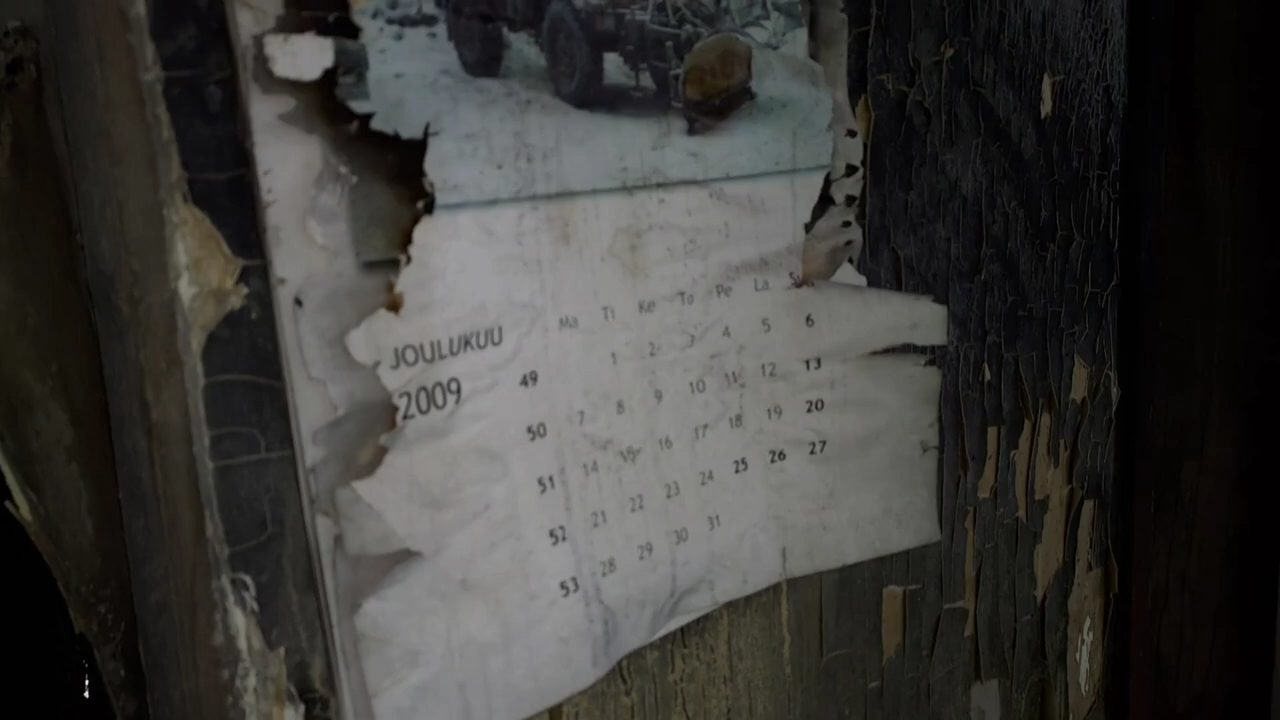 Ma Ti Ke To Pe La Su
JOULUKUU 49 1 2 3 4 5 6
2009 50 7 8 9 10 11 12 13
51 14 15 16 17 18 19 20
52 21 22 23 24 25 26 27
53 28 29 30 31